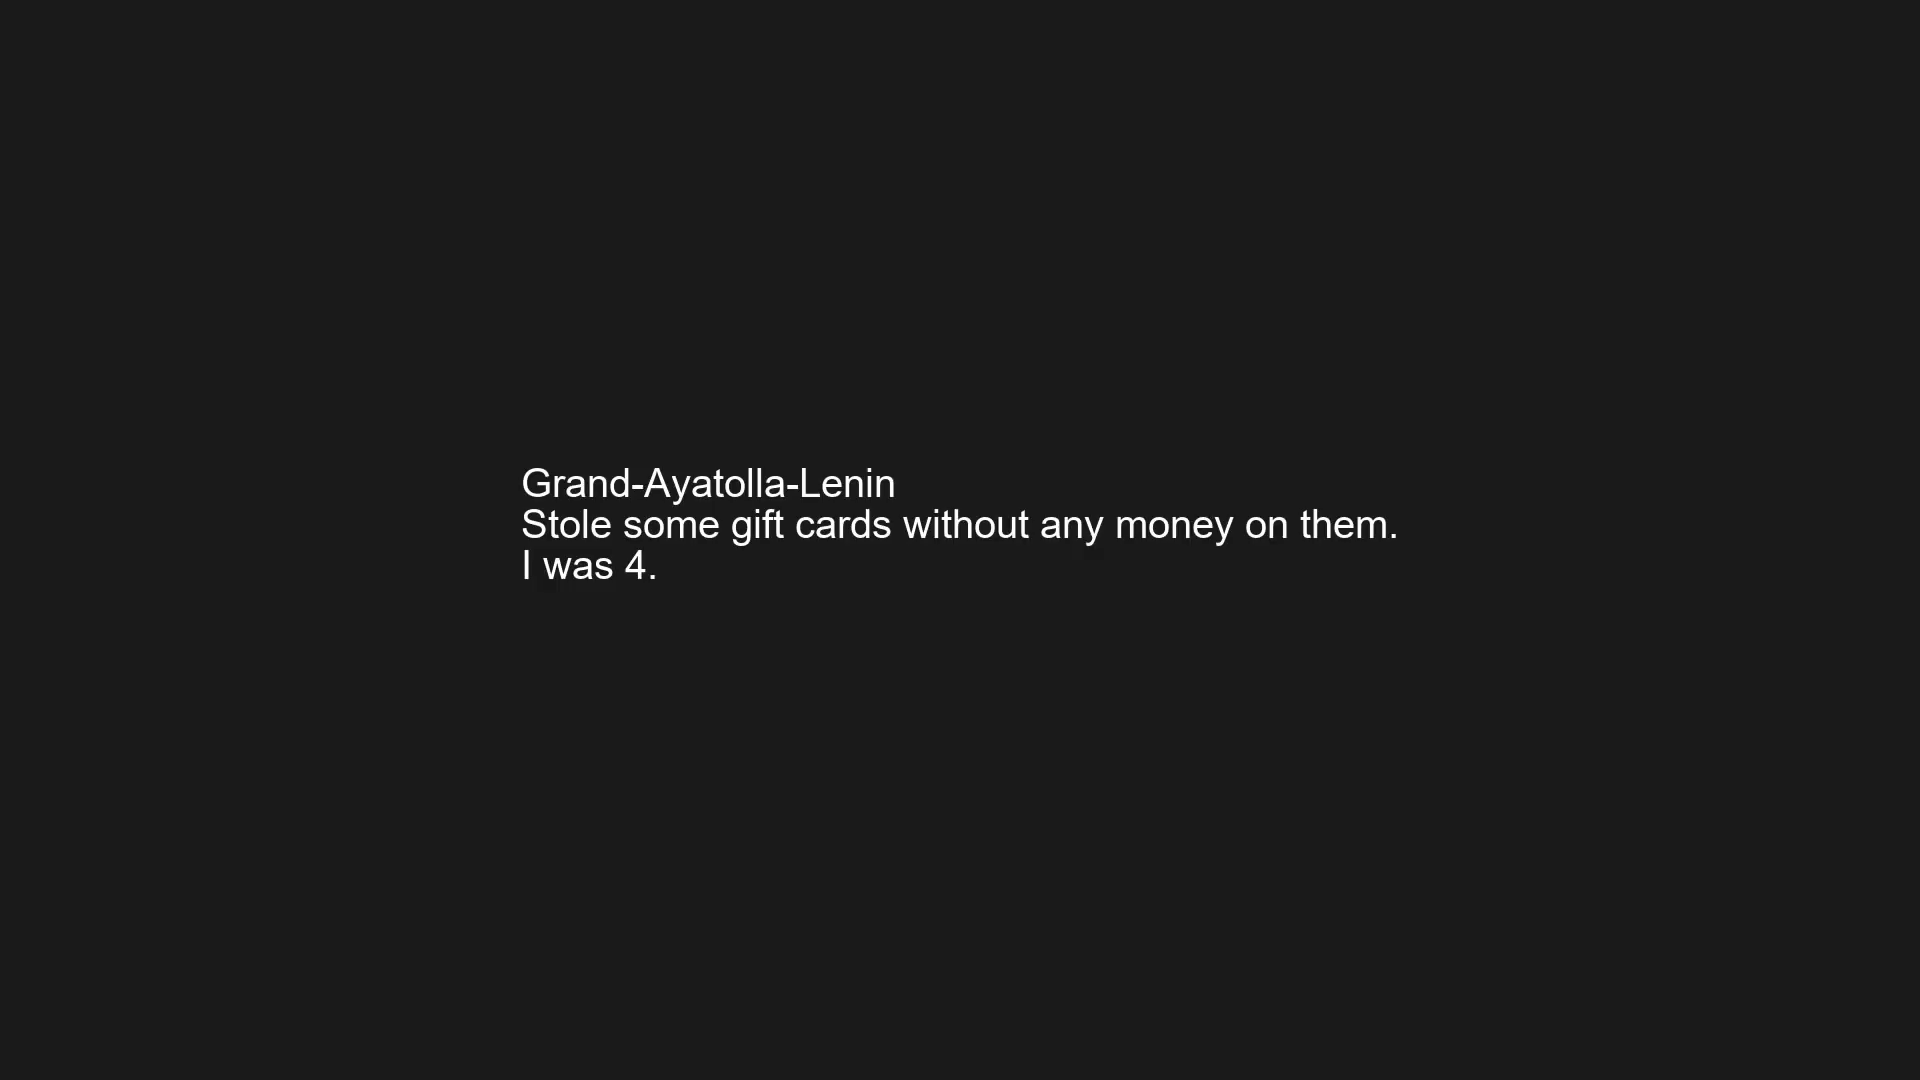 Grand-Ayatolla-Lenin
Stole some gift cards without any money on them.
I was 4.